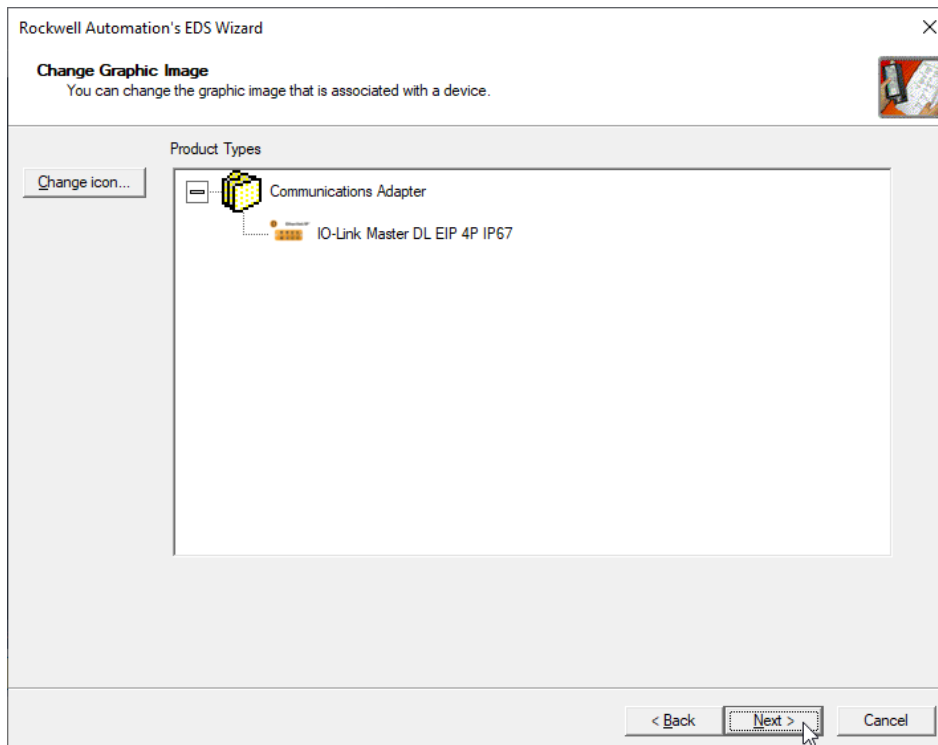 Rockwell Automation's EDS Wizard
Change Graphic Image
You can change the graphic image that is associated with a device.
Product Types
Change icon...
Communications Adapter
IO-Link Master DL EIP 4P IP67
< Back
Next >
Cancel